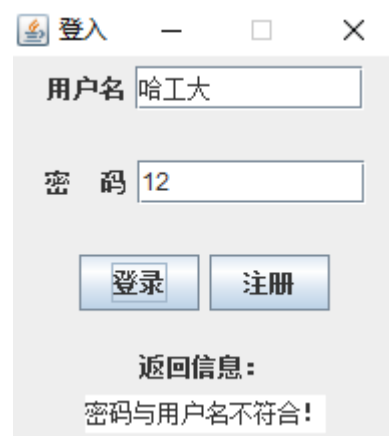 登入
用户名 哈工大
密 码 12
登录 注册
返回信息：
密码与用户名不符合！